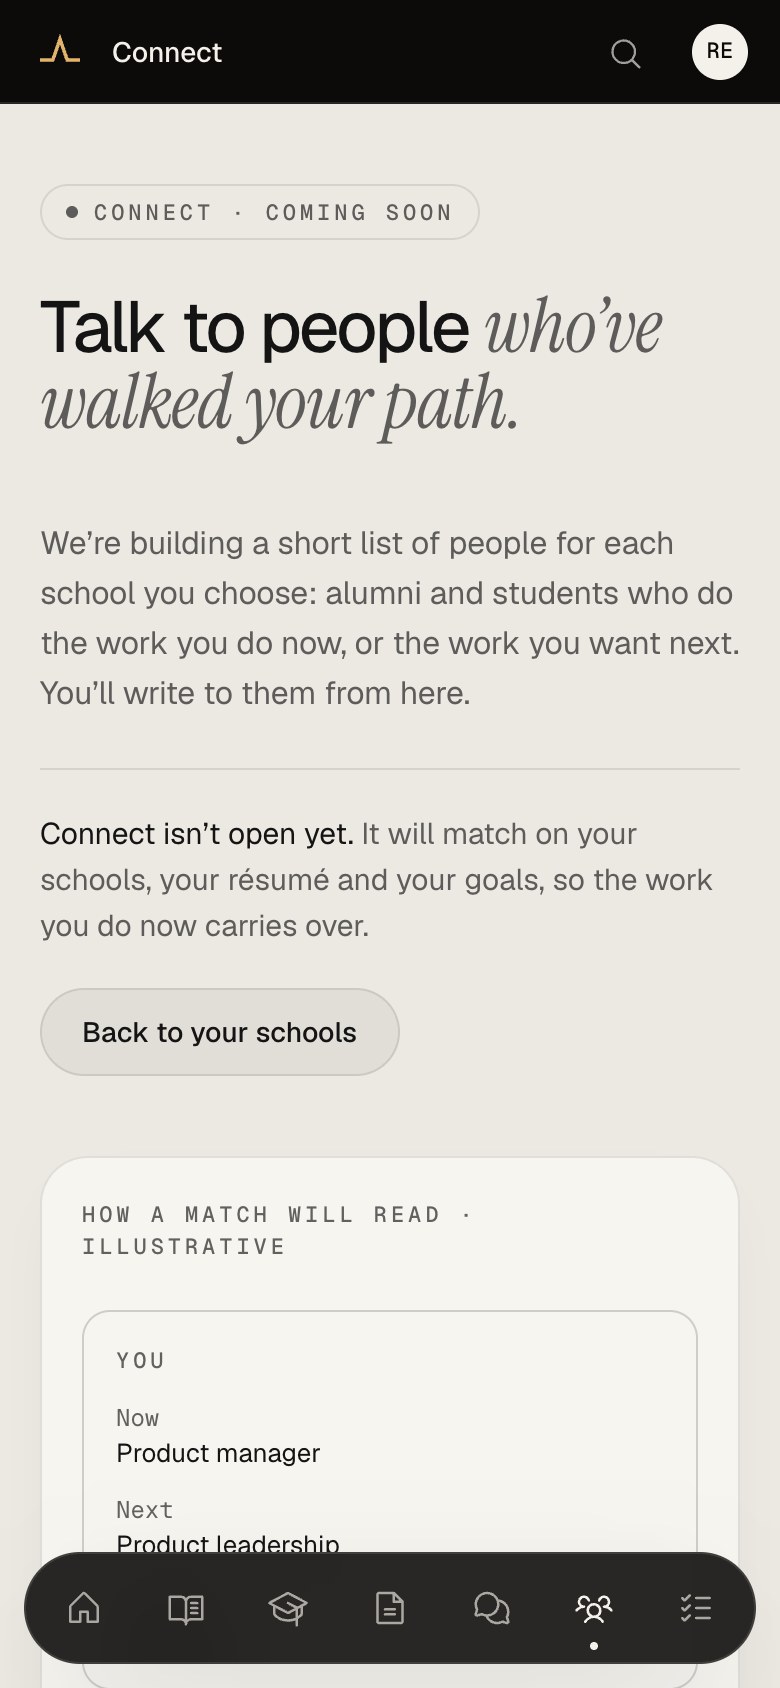 Connect
RE
CONNECT · COMING SOON
Talk to people who’ve
walked your path.
We’re building a short list of people for each
school you choose: alumni and students who do
the work you do now, or the work you want next.
You’ll write to them from here.
Connect isn’t open yet. It will match on your
schools, your résumé and your goals, so the work
you do now carries over.
Back to your schools
HOW A MATCH WILL READ ·
ILLUSTRATIVE
YOU
Now
Product manager
Next
Product leadership